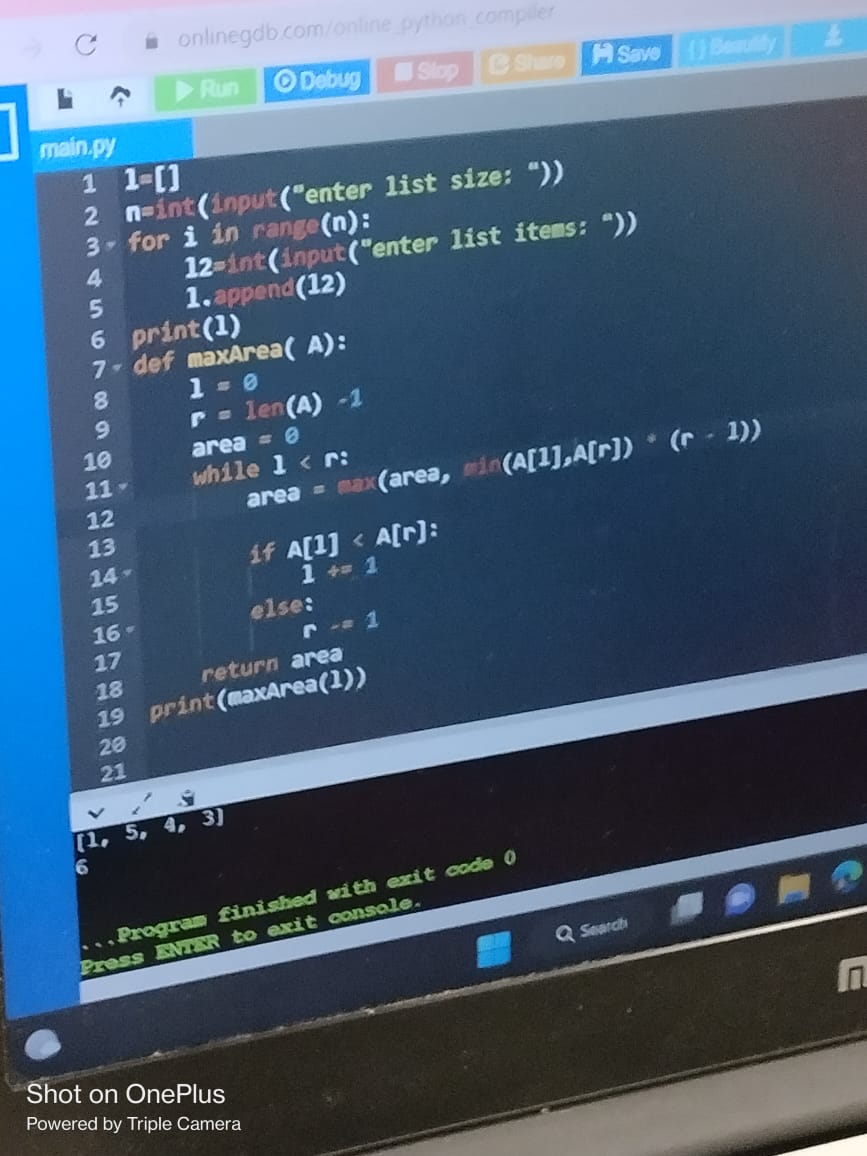 onlinegdb.com/online_python_compiler
Run Debug Stop Share Save {} Beautify
main.py
1 l=[]
2 n=int(input("enter list size: "))
3 for i in range(n):
4 l2=int(input("enter list items: "))
5 l.append(l2)
6 print(l)
7 def maxArea( A):
8 l = 0
9 r = len(A) -1
10 area = 0
11 while l < r:
12 area = max(area, min(A[l],A[r]) * (r - l))
13
14 if A[l] < A[r]:
15 l += 1
16 else:
17 r -= 1
18 return area
19 print(maxArea(l))
20
21
[1, 5, 4, 3]
6
...Program finished with exit code 0
Press ENTER to exit console.
Search
Shot on OnePlus
Powered by Triple Camera